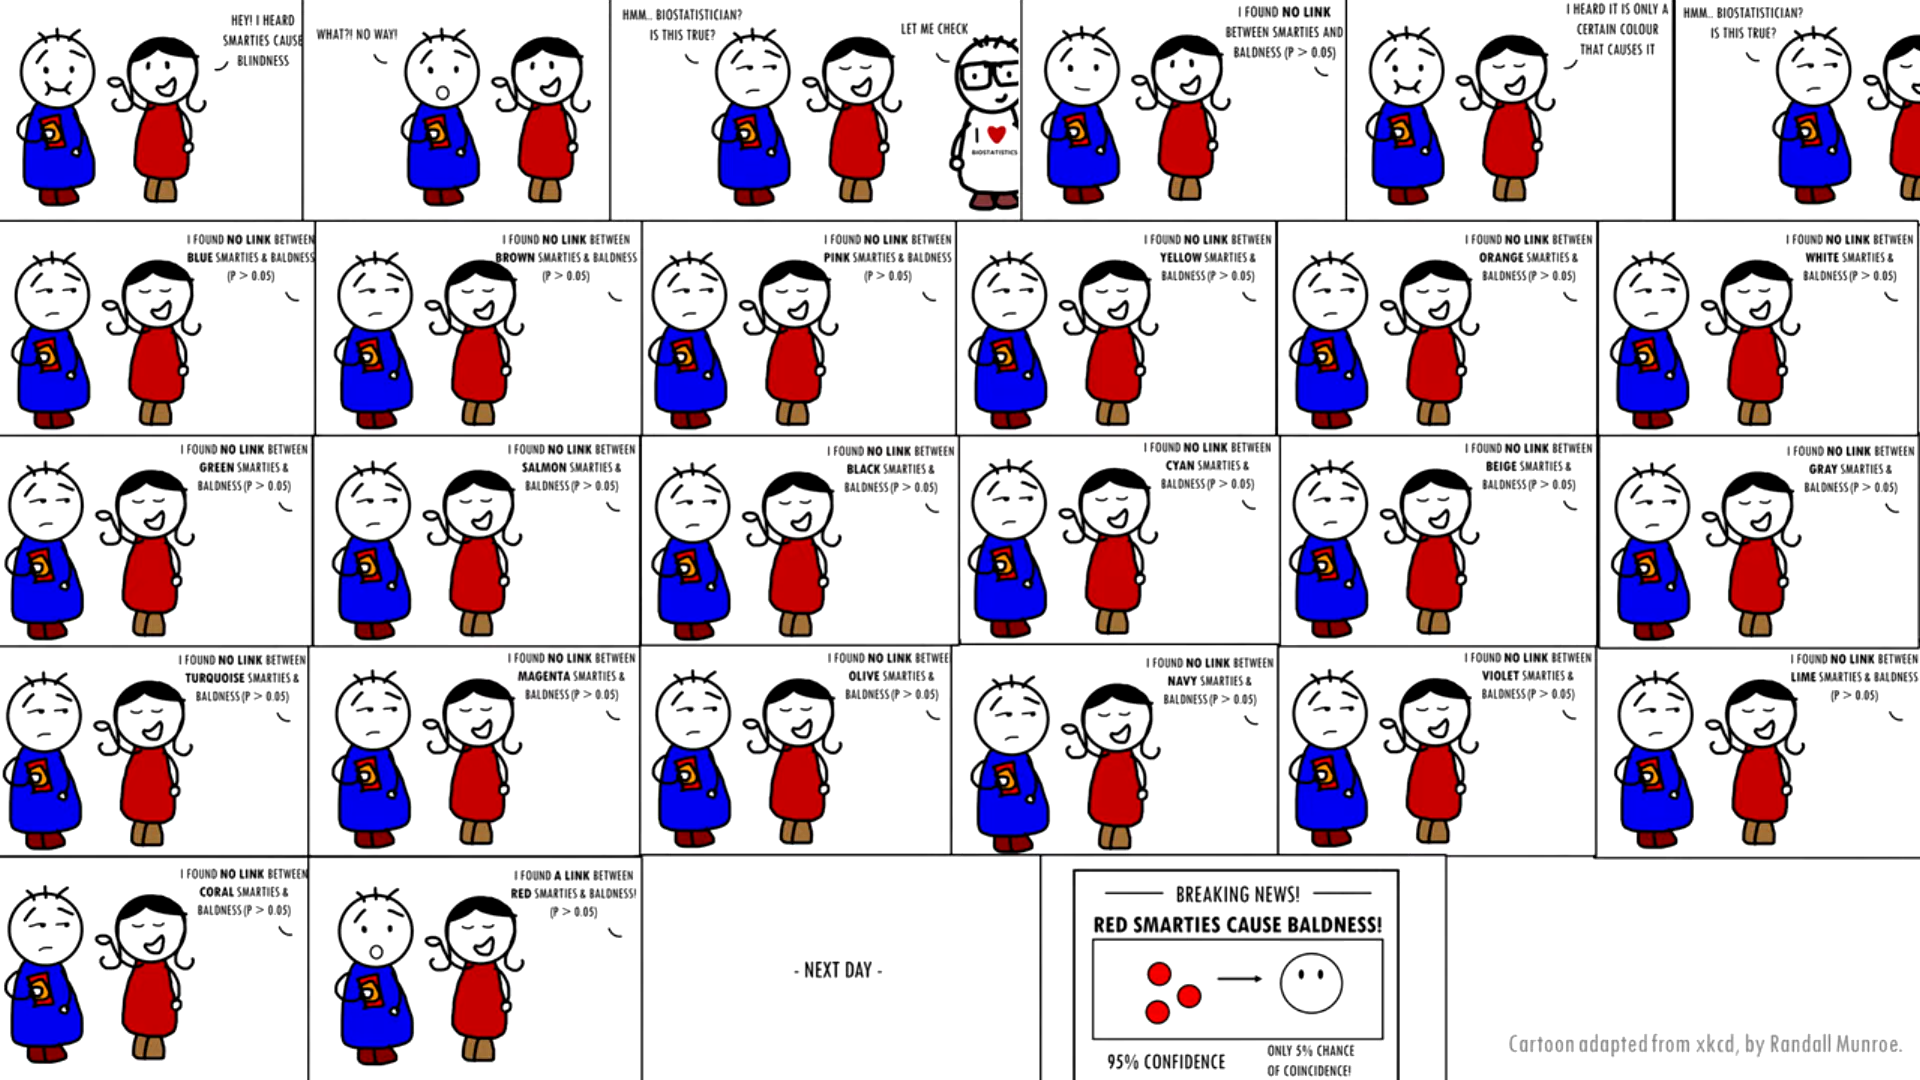 HEY! I HEARD
SMARTIES CAUSE
BLINDNESS
WHAT?! NO WAY!
HMM.. BIOSTATISTICIAN?
IS THIS TRUE?
LET ME CHECK
I
BIOSTATISTICS
I FOUND NO LINK
BETWEEN SMARTIES AND
BALDNESS (P > 0.05)
I HEARD IT IS ONLY A
CERTAIN COLOUR
THAT CAUSES IT
HMM.. BIOSTATISTICIAN?
IS THIS TRUE?
I FOUND NO LINK BETWEEN
BLUE SMARTIES & BALDNESS
(P > 0.05)
I FOUND NO LINK BETWEEN
BROWN SMARTIES & BALDNESS
(P > 0.05)
I FOUND NO LINK BETWEEN
PINK SMARTIES & BALDNESS
(P > 0.05)
I FOUND NO LINK BETWEEN
YELLOW SMARTIES &
BALDNESS (P > 0.05)
I FOUND NO LINK BETWEEN
ORANGE SMARTIES &
BALDNESS (P > 0.05)
I FOUND NO LINK BETWEEN
WHITE SMARTIES &
BALDNESS (P > 0.05)
I FOUND NO LINK BETWEEN
GREEN SMARTIES &
BALDNESS (P > 0.05)
I FOUND NO LINK BETWEEN
SALMON SMARTIES &
BALDNESS (P > 0.05)
I FOUND NO LINK BETWEEN
BLACK SMARTIES &
BALDNESS (P > 0.05)
I FOUND NO LINK BETWEEN
CYAN SMARTIES &
BALDNESS (P > 0.05)
I FOUND NO LINK BETWEEN
BEIGE SMARTIES &
BALDNESS (P > 0.05)
I FOUND NO LINK BETWEEN
GRAY SMARTIES &
BALDNESS (P > 0.05)
I FOUND NO LINK BETWEEN
TURQUOISE SMARTIES &
BALDNESS (P > 0.05)
I FOUND NO LINK BETWEEN
MAGENTA SMARTIES &
BALDNESS (P > 0.05)
I FOUND NO LINK BETWEE
OLIVE SMARTIES &
BALDNESS (P > 0.05)
I FOUND NO LINK BETWEEN
NAVY SMARTIES &
BALDNESS (P > 0.05)
I FOUND NO LINK BETWEEN
VIOLET SMARTIES &
BALDNESS (P > 0.05)
I FOUND NO LINK BETWEEN
LIME SMARTIES & BALDNESS
(P > 0.05)
I FOUND NO LINK BETWEEN
CORAL SMARTIES &
BALDNESS (P > 0.05)
I FOUND A LINK BETWEEN
RED SMARTIES & BALDNESS!
(P > 0.05)
- NEXT DAY -
BREAKING NEWS!
RED SMARTIES CAUSE BALDNESS!
95% CONFIDENCE
ONLY 5% CHANCE
OF COINCIDENCE!
Cartoon adapted from xkcd, by Randall Munroe.